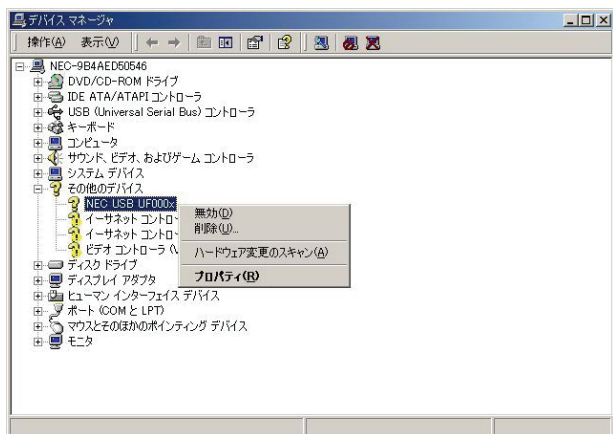 デバイス マネージャ
操作(A) 表示(V)
NEC-9B4AED50546
DVD/CD-ROM ドライブ
IDE ATA/ATAPI コントローラ
USB (Universal Serial Bus) コントローラ
キーボード
コンピュータ
サウンド、ビデオ、およびゲーム コントローラ
システム デバイス
その他のデバイス
NEC USB UF000x
イーサネット コントロ
イーサネット コントロ
ビデオ コントローラ (V
無効(D)
削除(U)...
ハードウェア変更のスキャン(A)
プロパティ(R)
ディスク ドライブ
ディスプレイ アダプタ
ヒューマン インターフェイス デバイス
ポート (COM と LPT)
マウスとそのほかのポインティング デバイス
モニタ